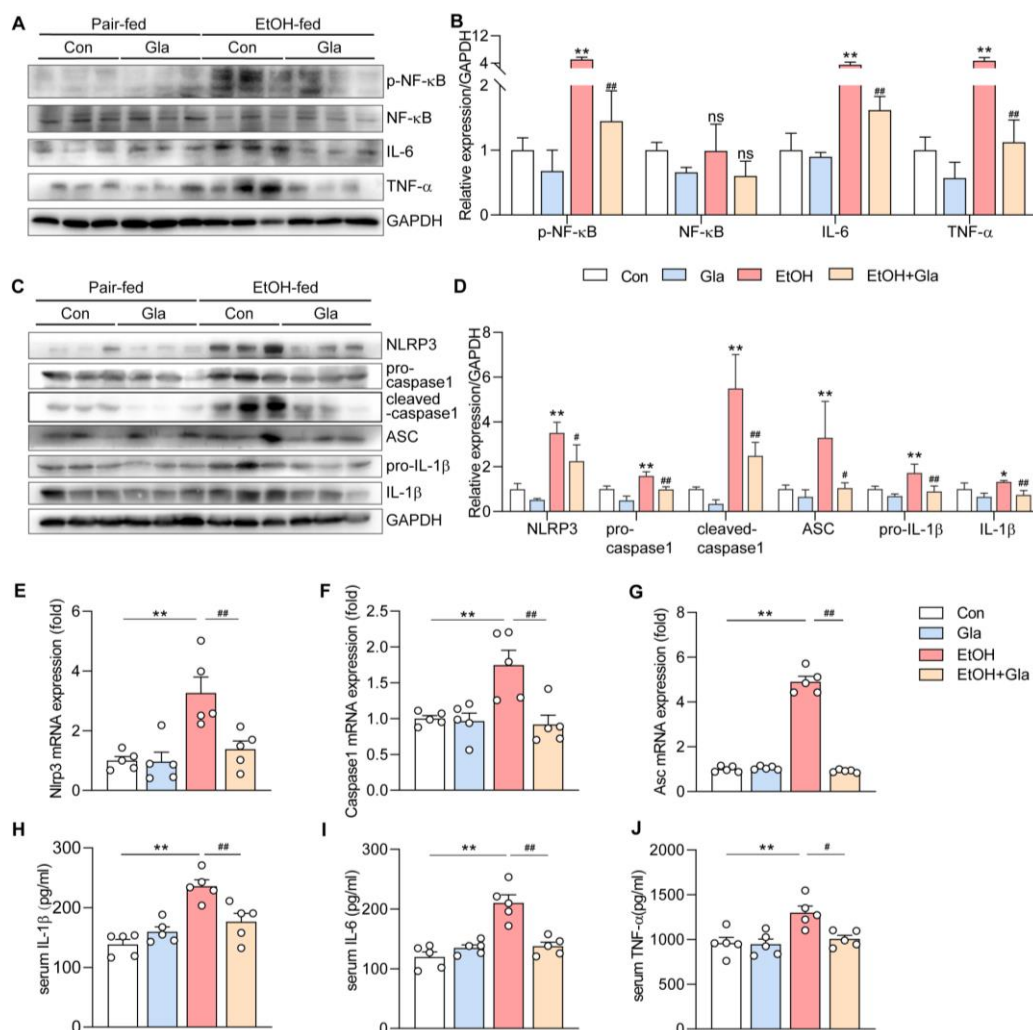 A
Pair-fed EtOH-fed
Con Gla Con Gla
p-NF-κB
NF-κB
IL-6
TNF-α
GAPDH
B
Relative expression/GAPDH
12
8
4
2
1
0
** ## ns ns ** ## ** ##
p-NF-κB NF-κB IL-6 TNF-α
Con Gla EtOH EtOH+Gla
C
Pair-fed EtOH-fed
Con Gla Con Gla
NLRP3
pro-
caspase1
cleaved
-caspase1
ASC
pro-IL-1β
IL-1β
GAPDH
D
Relative expression/GAPDH
8
6
4
2
0
** # ** ## ** ## ** # ** ## * ##
NLRP3 pro- cleaved- ASC pro-IL-1β IL-1β
caspase1 caspase1
E
Nlrp3 mRNA expression (fold)
6
4
2
0
** ##
F
Caspase1 mRNA expression (fold)
2.5
2.0
1.5
1.0
0.5
0.0
** ##
G
Asc mRNA expression (fold)
8
6
4
2
0
** ##
Con
Gla
EtOH
EtOH+Gla
H
serum IL-1β (pg/ml)
300
200
100
0
** ##
I
serum IL-6 (pg/ml)
300
200
100
0
** ##
J
serum TNF-α(pg/ml)
2000
1500
1000
500
0
** #